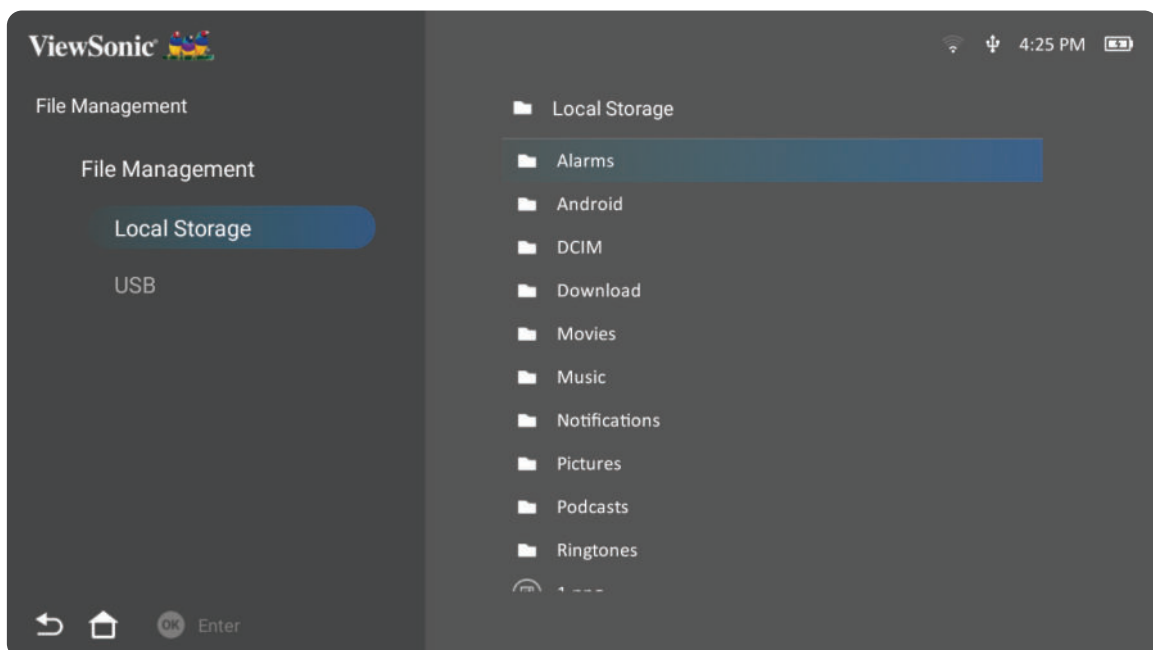 ViewSonic
4:25 PM
File Management
File Management
Local Storage
USB
Local Storage
Alarms
Android
DCIM
Download
Movies
Music
Notifications
Pictures
Podcasts
Ringtones
OK Enter